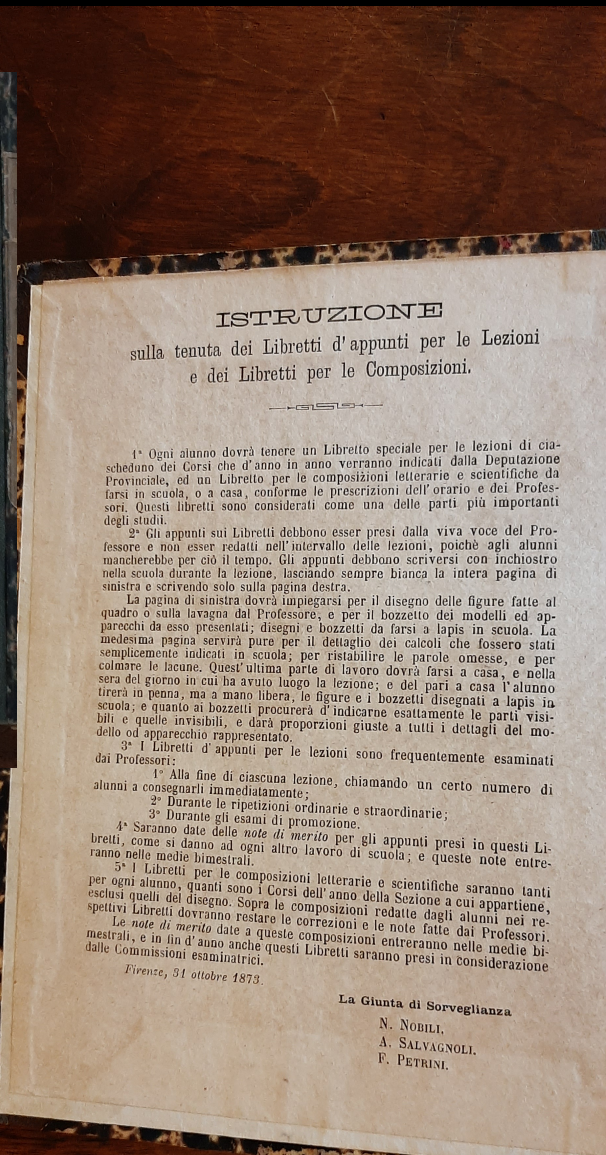 ISTRUZIONE
sulla tenuta dei Libretti d'appunti per le Lezioni
e dei Libretti per le Composizioni.
1ª Ogni alunno dovrà tenere un Libretto speciale per le lezioni di cia-
scheduno dei Corsi che d'anno in anno verranno indicati dalla Deputazione
Provinciale, ed un Libretto per le composizioni letterarie e scientifiche da
farsi in scuola, o a casa, conforme le prescrizioni dell'orario e dei Profes-
sori. Questi libretti sono considerati come una delle parti più importanti
degli studii.
2ª Gli appunti sui Libretti debbono esser presi dalla viva voce del Pro-
fessore e non esser redatti nell'intervallo delle lezioni, poichè agli alunni
mancherebbe per ciò il tempo. Gli appunti debbono scriversi con inchiostro
nella scuola durante la lezione, lasciando sempre bianca la intera pagina di
sinistra e scrivendo solo sulla pagina destra.
La pagina di sinistra dovrà impiegarsi per il disegno delle figure fatte al
quadro o sulla lavagna dal Professore, e per il bozzetto dei modelli ed ap-
parecchi da esso presentati; disegni e bozzetti da farsi a lapis in scuola. La
medesima pagina servirà pure per il dettaglio dei calcoli che fossero stati
semplicemente indicati in scuola; per ristabilire le parole omesse, e per
colmare le lacune. Quest'ultima parte di lavoro dovrà farsi a casa, e nella
sera del giorno in cui ha avuto luogo la lezione; e del pari a casa l'alunno
tirerà in penna, ma a mano libera, le figure e i bozzetti disegnati a lapis in
scuola; e quanto ai bozzetti procurerà d'indicarne esattamente le parti visi-
bili e quelle invisibili, e darà proporzioni giuste a tutti i dettagli del mo-
dello od apparecchio rappresentato.
3ª I Libretti d'appunti per le lezioni sono frequentemente esaminati
dai Professori:
1º Alla fine di ciascuna lezione, chiamando un certo numero di
alunni a consegnarli immediatamente;
2º Durante le ripetizioni ordinarie e straordinarie;
3º Durante gli esami di promozione.
4ª Saranno date delle note di merito per gli appunti presi in questi Li-
bretti, come si danno ad ogni altro lavoro di scuola; e queste note entre-
ranno nelle medie bimestrali.
5ª I Libretti per le composizioni letterarie e scientifiche saranno tanti
per ogni alunno, quanti sono i Corsi dell'anno della Sezione a cui appartiene,
esclusi quelli del disegno. Sopra le composizioni redatte dagli alunni nei re-
spettivi Libretti dovranno restare le correzioni e le note fatte dai Professori.
Le note di merito date a queste composizioni entreranno nelle medie bi-
mestrali, e in fin d'anno anche questi Libretti saranno presi in considerazione
dalle Commissioni esaminatrici.
Firenze, 31 ottobre 1873.
La Giunta di Sorveglianza
N. NOBILI.
A. SALVAGNOLI.
F. PETRINI.